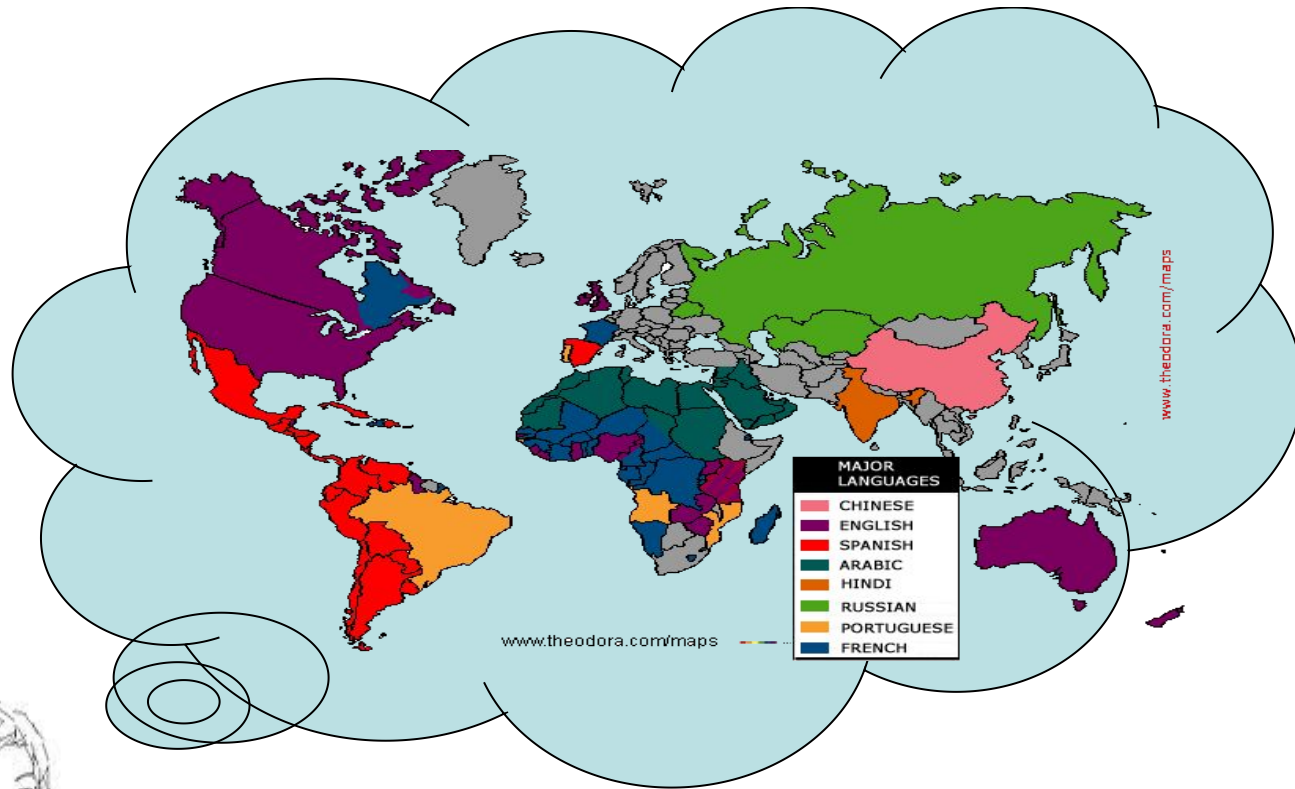 www.theodora.com/maps
MAJOR
LANGUAGES
CHINESE
ENGLISH
SPANISH
ARABIC
HINDI
RUSSIAN
PORTUGUESE
FRENCH
www.theodora.com/maps